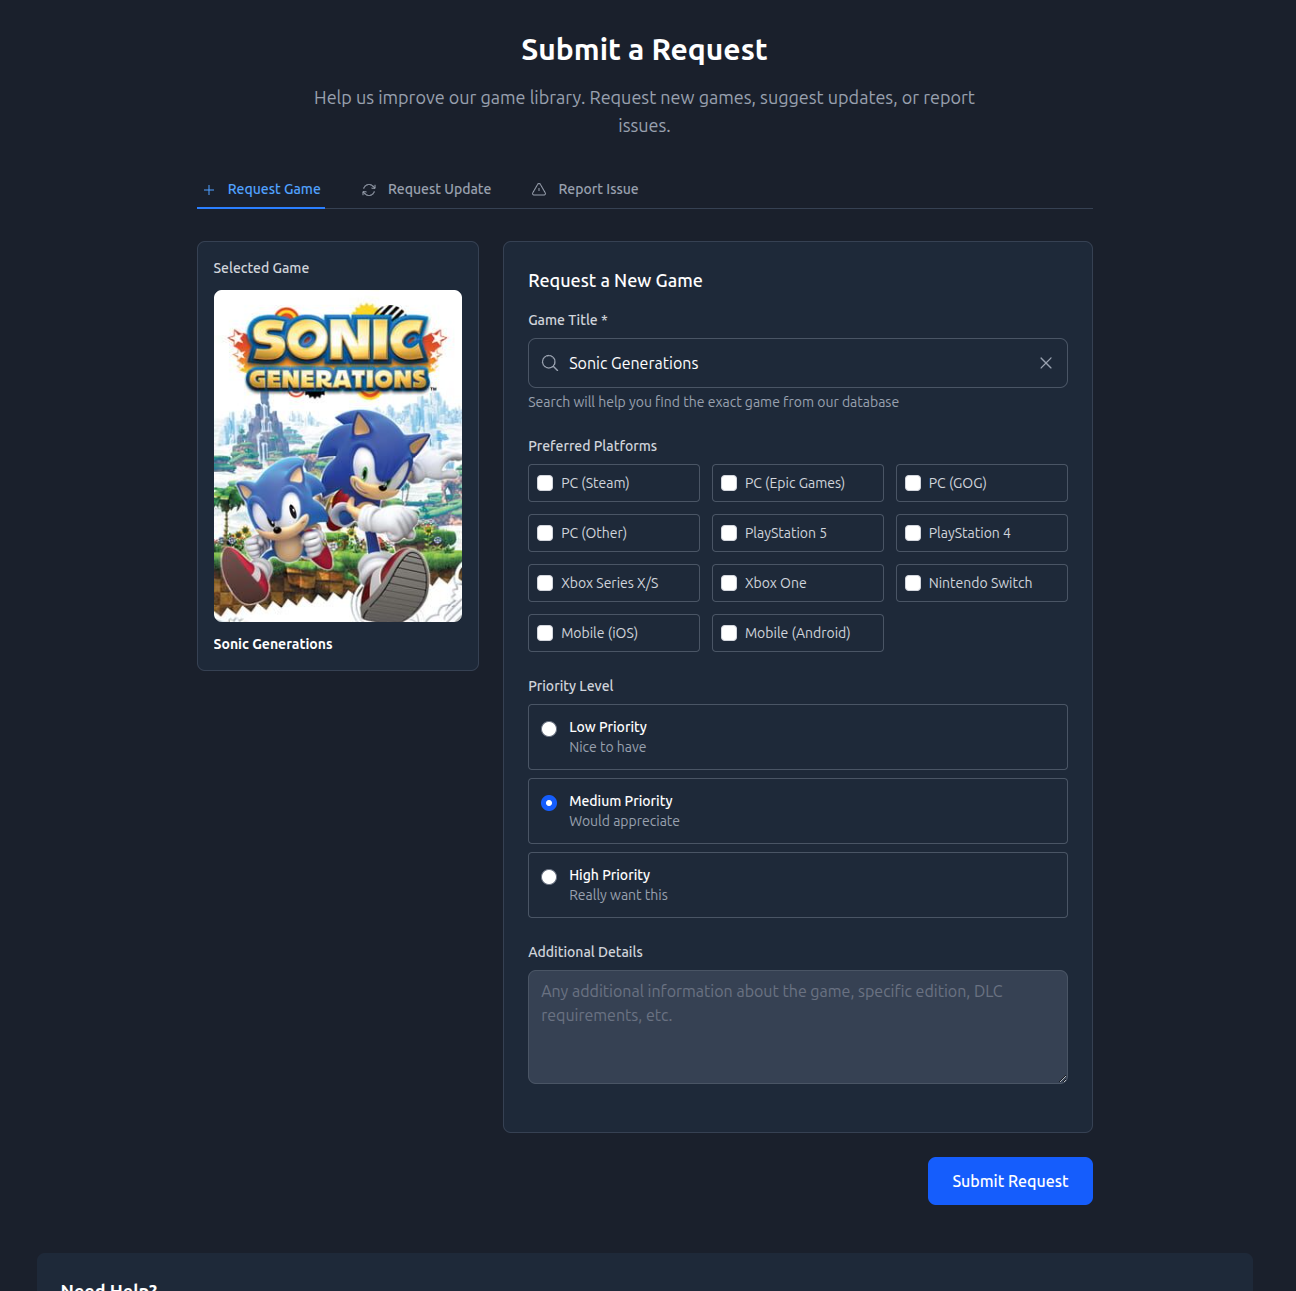 Submit a Request
Help us improve our game library. Request new games, suggest updates, or report
issues.
Request Game
Request Update
Report Issue
Selected Game
SONIC
GENERATIONS™
Sonic Generations
Request a New Game
Game Title *
Sonic Generations
Search will help you find the exact game from our database
Preferred Platforms
PC (Steam)
PC (Epic Games)
PC (GOG)
PC (Other)
PlayStation 5
PlayStation 4
Xbox Series X/S
Xbox One
Nintendo Switch
Mobile (iOS)
Mobile (Android)
Priority Level
Low Priority
Nice to have
Medium Priority
Would appreciate
High Priority
Really want this
Additional Details
Any additional information about the game, specific edition, DLC
requirements, etc.
Submit Request
Need Help?